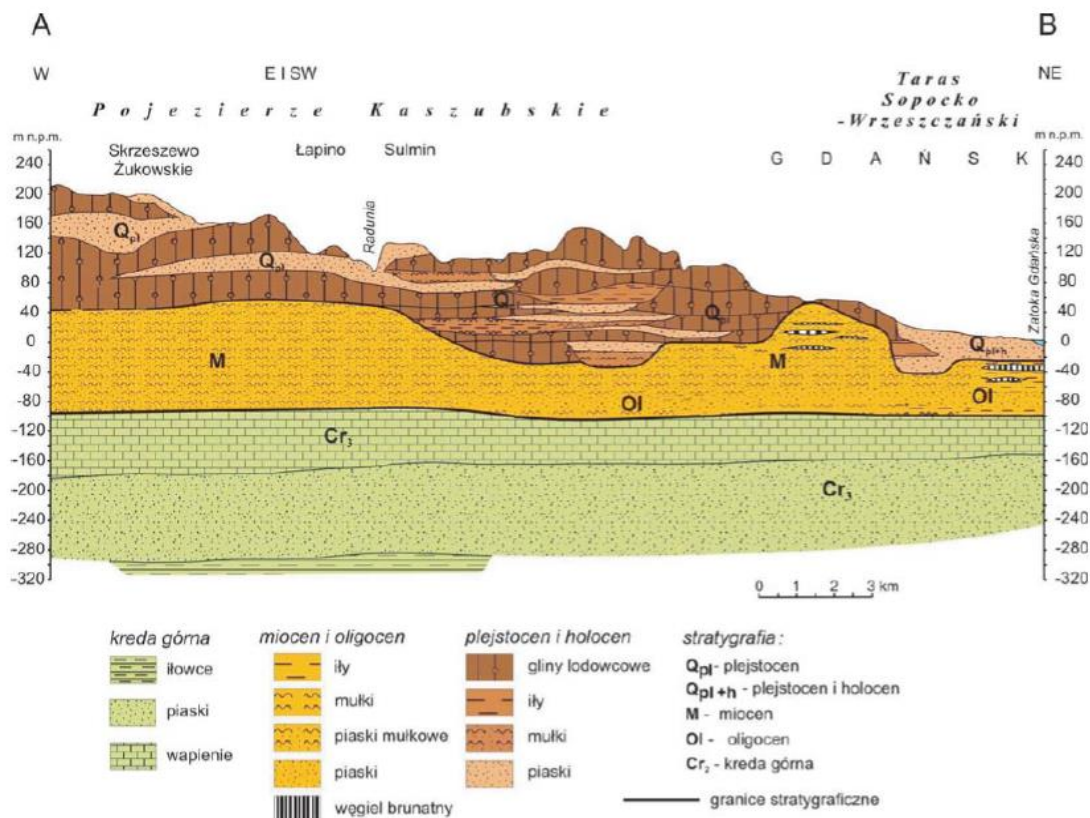 A B
W E I SW NE
Pojezierze Kaszubskie
Taras
Sopocko
-Wrzeszczański
m n.p.m. m n.p.m.
Skrzeszewo
Żukowskie
Łapino Sulmin
G D A Ń S K
Radunia
Zatoka Gdańska
240 240
200 200
160 160
120 120
80 80
40 40
0 0
-40 -40
-80 -80
-120 -120
-160 -160
-200 -200
-240 -240
-280 -280
-320 -320
Qpl
Qpl
Q
Q
Qpl+h
M
M
Ol
Ol
Cr3
Cr3
0 1 2 3 km
kreda górna
iłowce
piaski
wapienie
miocen i oligocen
iły
mułki
piaski mułkowe
piaski
węgiel brunatny
plejstocen i holocen
gliny lodowcowe
iły
mułki
piaski
stratygrafia :
Qpl - plejstocen
Qpl+h - plejstocen i holocen
M - miocen
Ol - oligocen
Cr3 - kreda górna
granice stratygraficzne